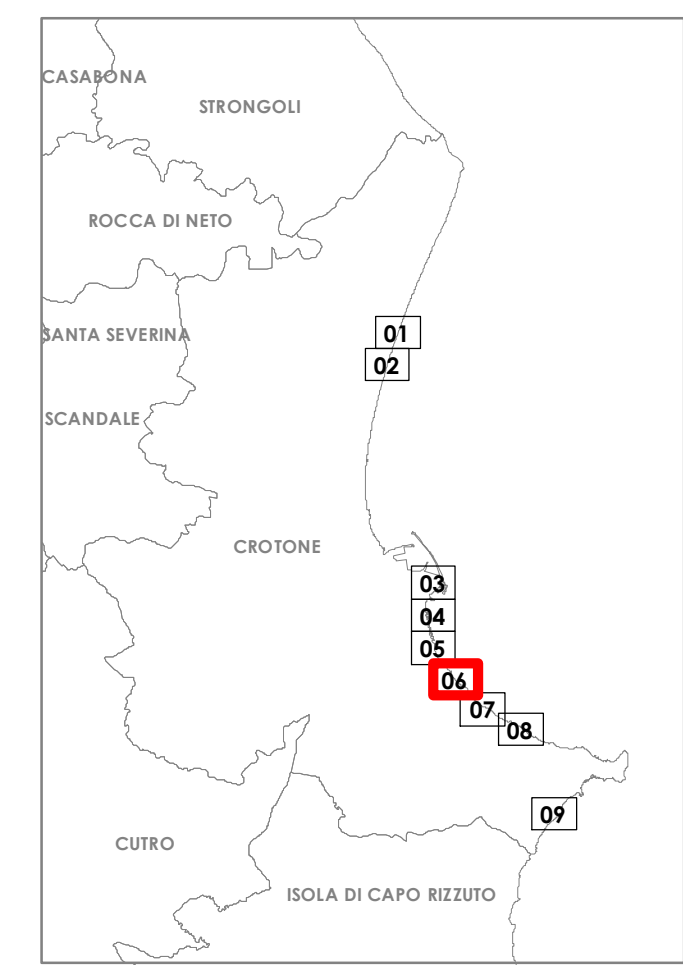 CASABONA
STRONGOLI
ROCCA DI NETO
SANTA SEVERINA
01
02
SCANDALE
CROTONE
03
04
05
06
07
08
09
CUTRO
ISOLA DI CAPO RIZZUTO